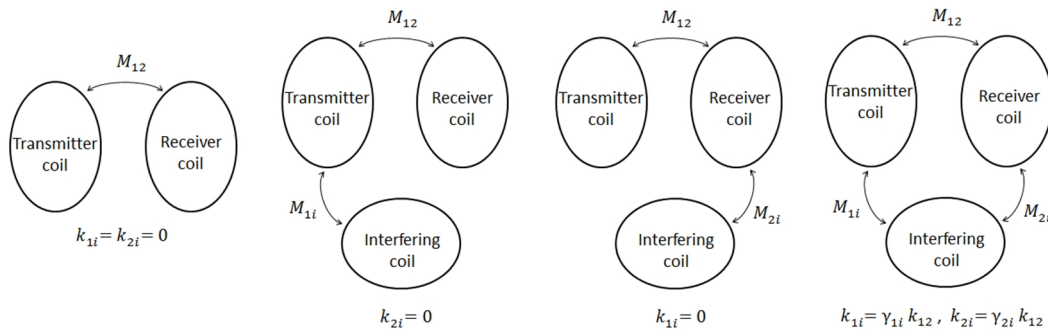 M₁₂
Transmitter
coil
Receiver
coil
k₁ᵢ= k₂ᵢ= 0
M₁₂
Transmitter
coil
Receiver
coil
M₁ᵢ
Interfering
coil
k₂ᵢ= 0
M₁₂
Transmitter
coil
Receiver
coil
M₂ᵢ
Interfering
coil
k₁ᵢ= 0
M₁₂
Transmitter
coil
Receiver
coil
M₁ᵢ
M₂ᵢ
Interfering
coil
k₁ᵢ= γ₁ᵢ k₁₂ , k₂ᵢ= γ₂ᵢ k₁₂